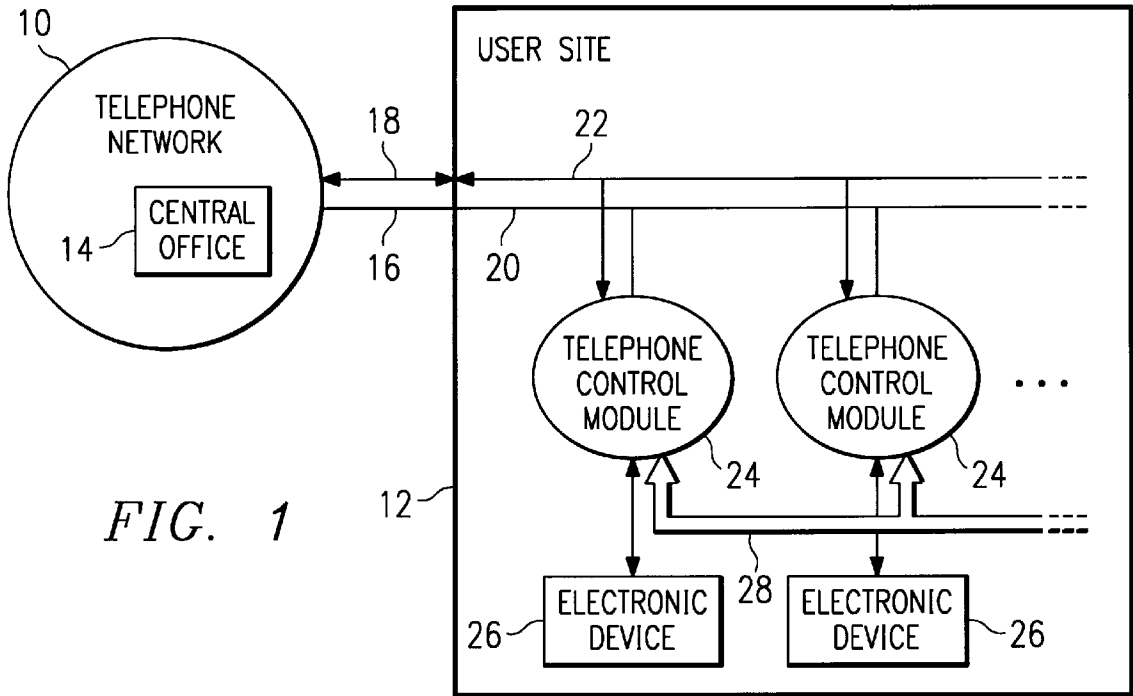 10
USER SITE
TELEPHONE
NETWORK
18
22
CENTRAL
OFFICE
14
16
20
TELEPHONE
CONTROL
MODULE
TELEPHONE
CONTROL
MODULE
...
24
24
12
FIG. 1
28
ELECTRONIC
DEVICE
26
ELECTRONIC
DEVICE
26